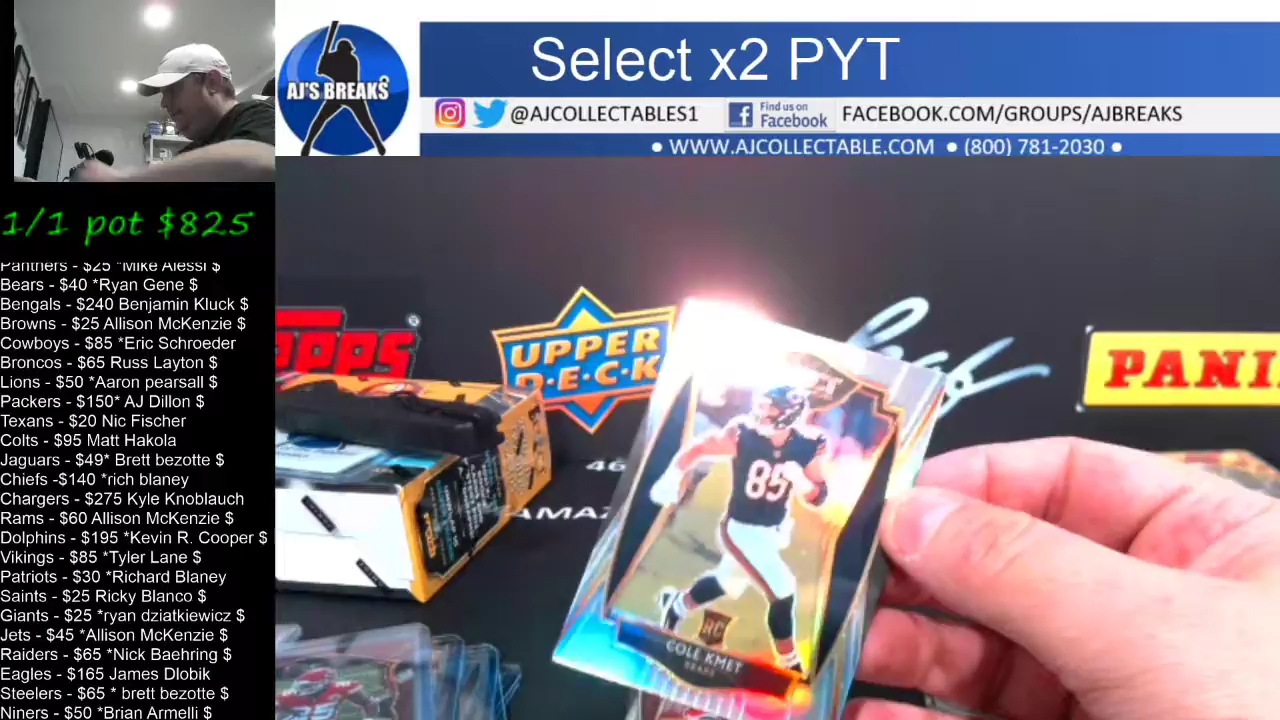 Select x2 PYT
AJ'S BREAKS
@AJCOLLECTABLES1
Find us on
Facebook
FACEBOOK.COM/GROUPS/AJBREAKS
• WWW.AJCOLLECTABLE.COM • (800) 781-2030 •
1/1 pot $825
Panthers - $25 *Mike Alessi $
Bears - $40 *Ryan Gene $
Bengals - $240 Benjamin Kluck $
Browns - $25 Allison McKenzie $
Cowboys - $85 *Eric Schroeder
Broncos - $65 Russ Layton $
Lions - $50 *Aaron pearsall $
Packers - $150* AJ Dillon $
Texans - $20 Nic Fischer
Colts - $95 Matt Hakola
Jaguars - $49* Brett bezotte $
Chiefs -$140 *rich blaney
Chargers - $275 Kyle Knoblauch
Rams - $60 Allison McKenzie $
Dolphins - $195 *Kevin R. Cooper $
Vikings - $85 *Tyler Lane $
Patriots - $30 *Richard Blaney
Saints - $25 Ricky Blanco $
Giants - $25 *ryan dziatkiewicz $
Jets - $45 *Allison McKenzie $
Raiders - $65 *Nick Baehring $
Eagles - $165 James Dlobik
Steelers - $65 * brett bezotte $
Niners - $50 *Brian Armelli $
UPPER
D·E·C·K
85
RC
COLE KMET
BEARS